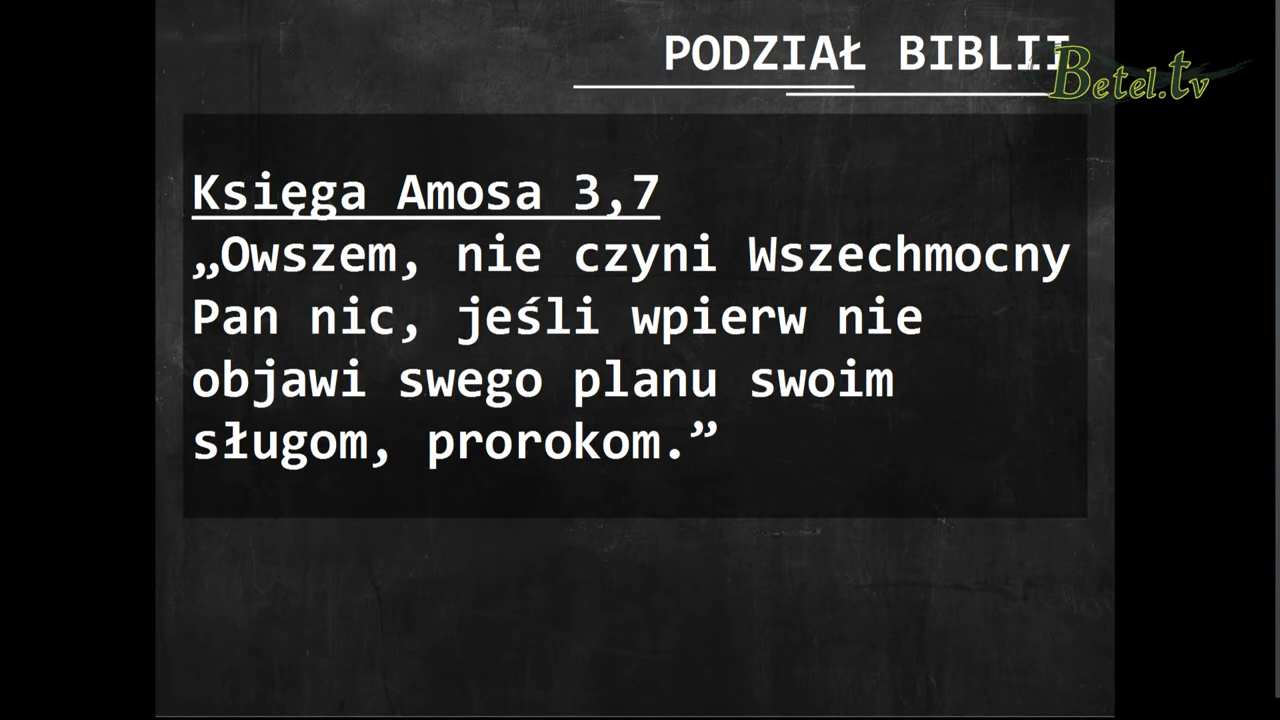 PODZIAŁ BIBLII
Betel.tv
Księga Amosa 3,7
„Owszem, nie czyni Wszechmocny
Pan nic, jeśli wpierw nie
objawi swego planu swoim
sługom, prorokom.”